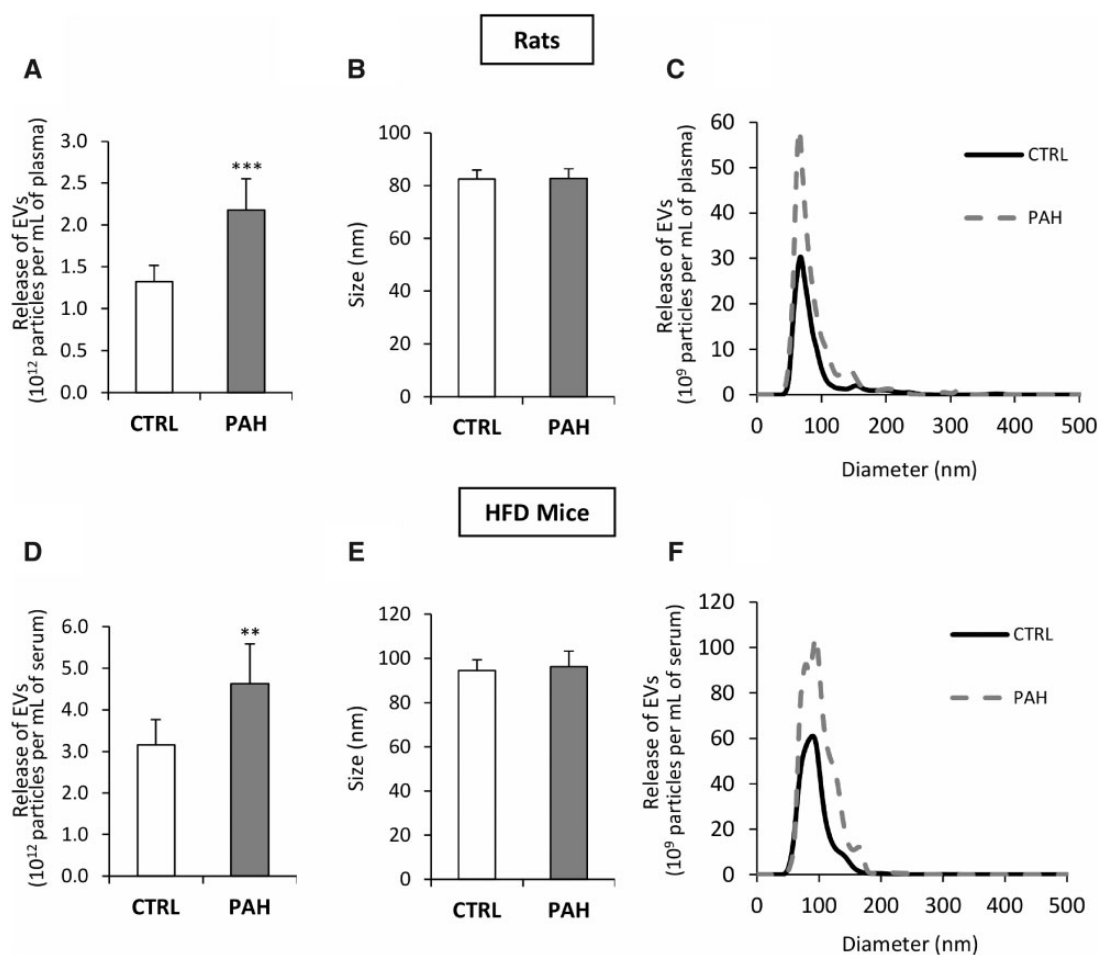 Rats
A
Release of EVs
(10¹² particles per mL of plasma)
3.0
2.5
2.0
1.5
1.0
0.5
0.0
***
CTRL
PAH
B
Size (nm)
100
80
60
40
20
0
CTRL
PAH
C
Release of EVs
(10⁹ particles per mL of plasma)
60
50
40
30
20
10
0
0
100
200
300
400
500
Diameter (nm)
CTRL
PAH
HFD Mice
D
Release of EVs
(10¹² particles per mL of serum)
6.0
5.0
4.0
3.0
2.0
1.0
0.0
**
CTRL
PAH
E
Size (nm)
120
100
80
60
40
20
0
CTRL
PAH
F
Release of EVs
(10⁹ particles per mL of serum)
120
100
80
60
40
20
0
0
100
200
300
400
500
Diameter (nm)
CTRL
PAH